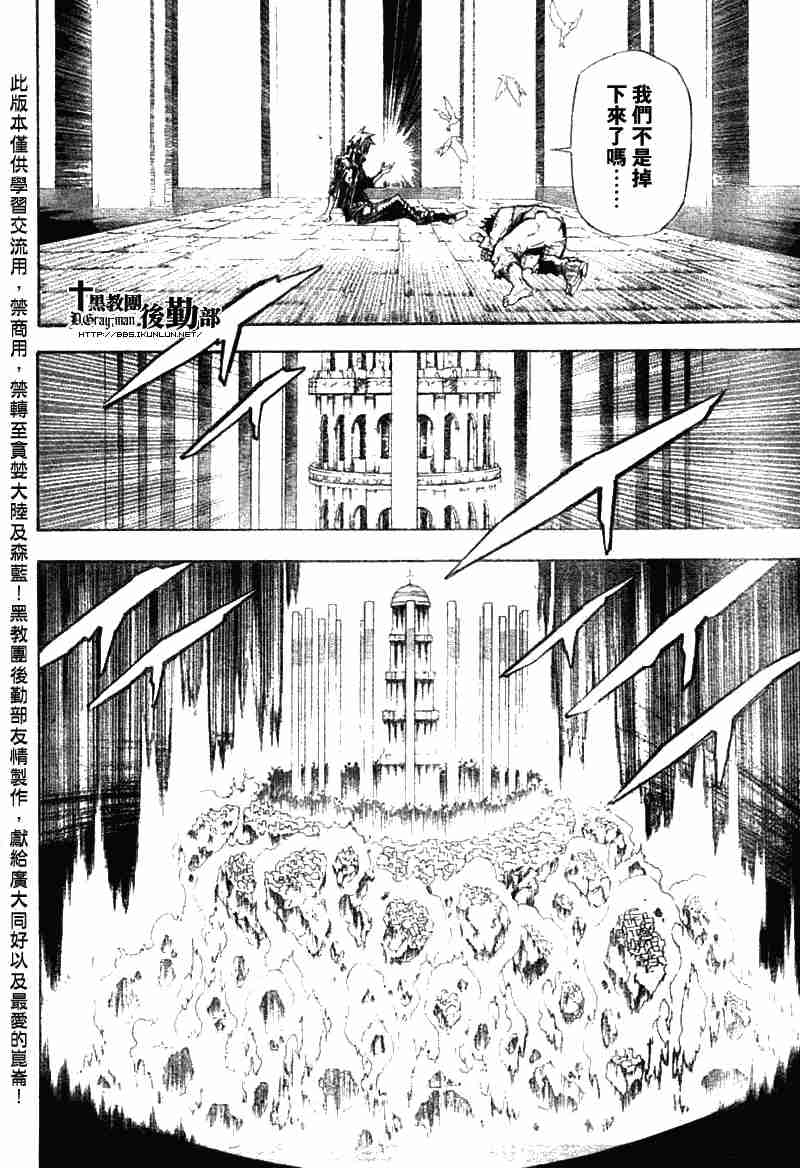 我們不是掉
下來了嗎……
黑教團
D.Gray-man
後勤部
HTTP://BBS.IKUNLUN.NET/
此版本僅供學習交流用，禁商用，禁轉至貪婪大陸及森藍！黑教團後勤部友情製作，獻給廣大同好以及最愛的崑崙！